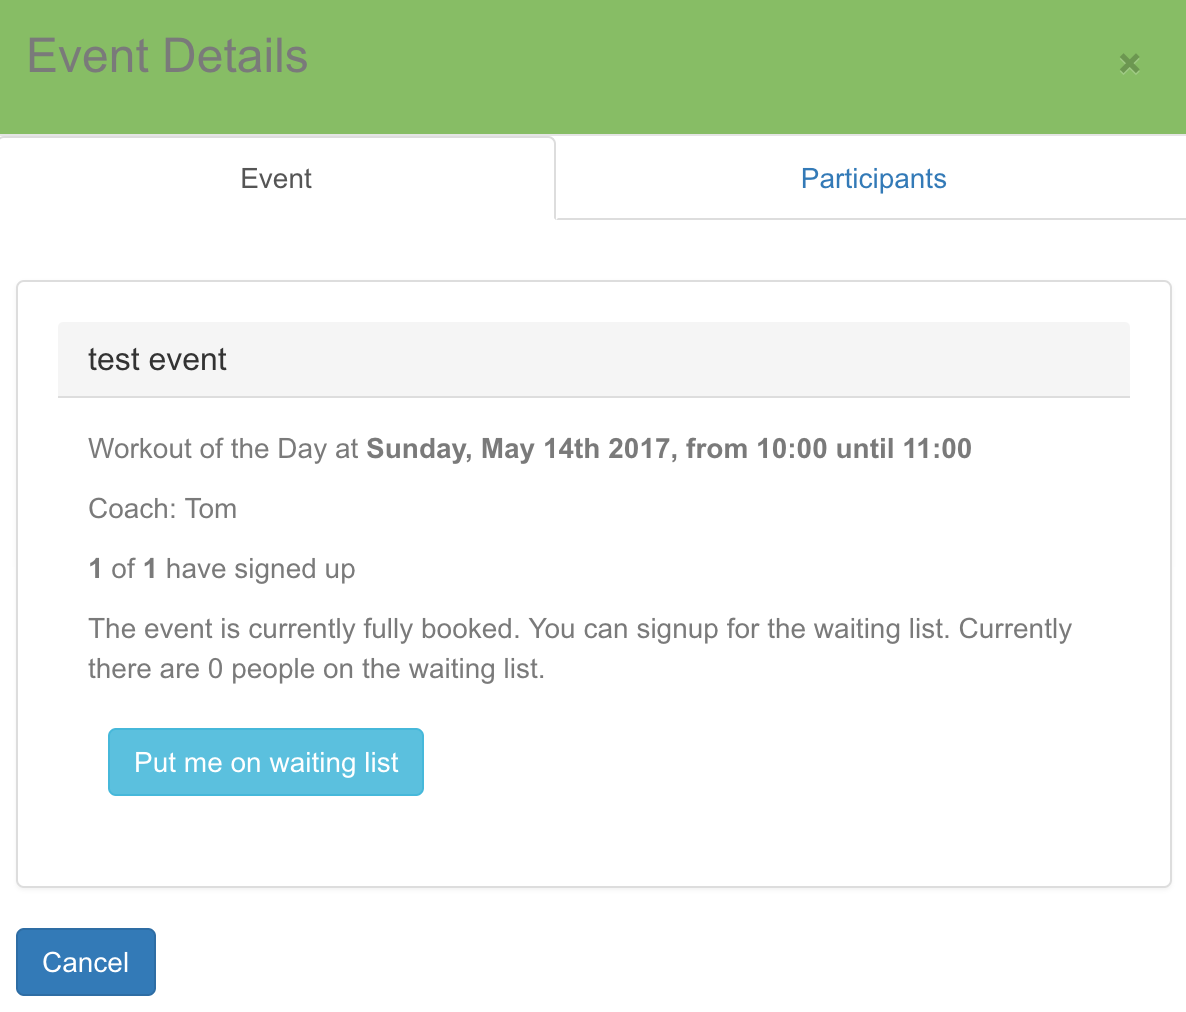 Event Details
×
Event
Participants
test event
Workout of the Day at Sunday, May 14th 2017, from 10:00 until 11:00
Coach: Tom
1 of 1 have signed up
The event is currently fully booked. You can signup for the waiting list. Currently
there are 0 people on the waiting list.
Put me on waiting list
Cancel